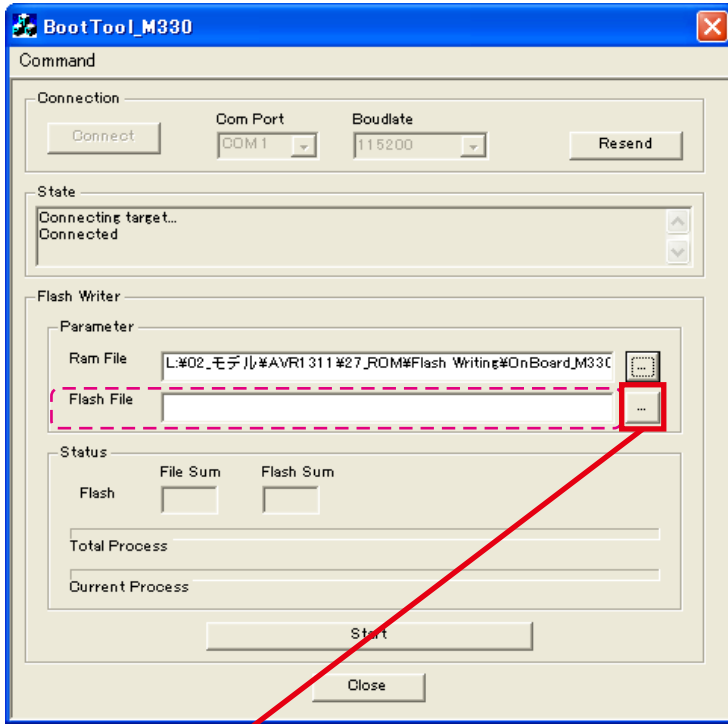 BootTool_M330
Command
Connection
Com Port Boudlate
Connect COM1 115200 Resend
State
Connecting target...
Connected
Flash Writer
Parameter
Ram File L:¥02_モデル¥AVR1311¥27_ROM¥Flash Writing¥OnBoard_M330 ...
Flash File ...
Status
File Sum Flash Sum
Flash
Total Process
Current Process
Start
Close